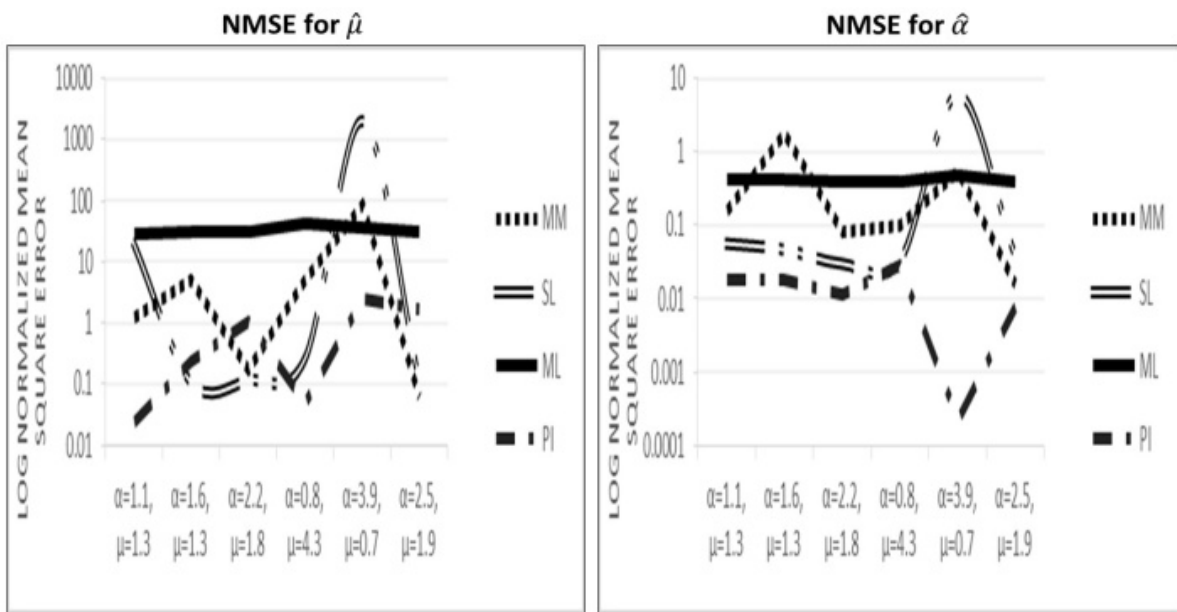 NMSE for μ̂
LOG NORMALIZED MEAN
SQUARE ERROR
10000
1000
100
10
1
0.1
0.01
α=1.1, α=1.6, α=2.2, α=0.8, α=3.9, α=2.5,
μ=1.3 μ=1.3 μ=1.8 μ=4.3 μ=0.7 μ=1.9
MM
SL
ML
PI
NMSE for α̂
LOG NORMALIZED MEAN
SQUARE ERROR
10
1
0.1
0.01
0.001
0.0001
α=1.1, α=1.6, α=2.2, α=0.8, α=3.9, α=2.5,
μ=1.3 μ=1.3 μ=1.8 μ=4.3 μ=0.7 μ=1.9
MM
SL
ML
PI